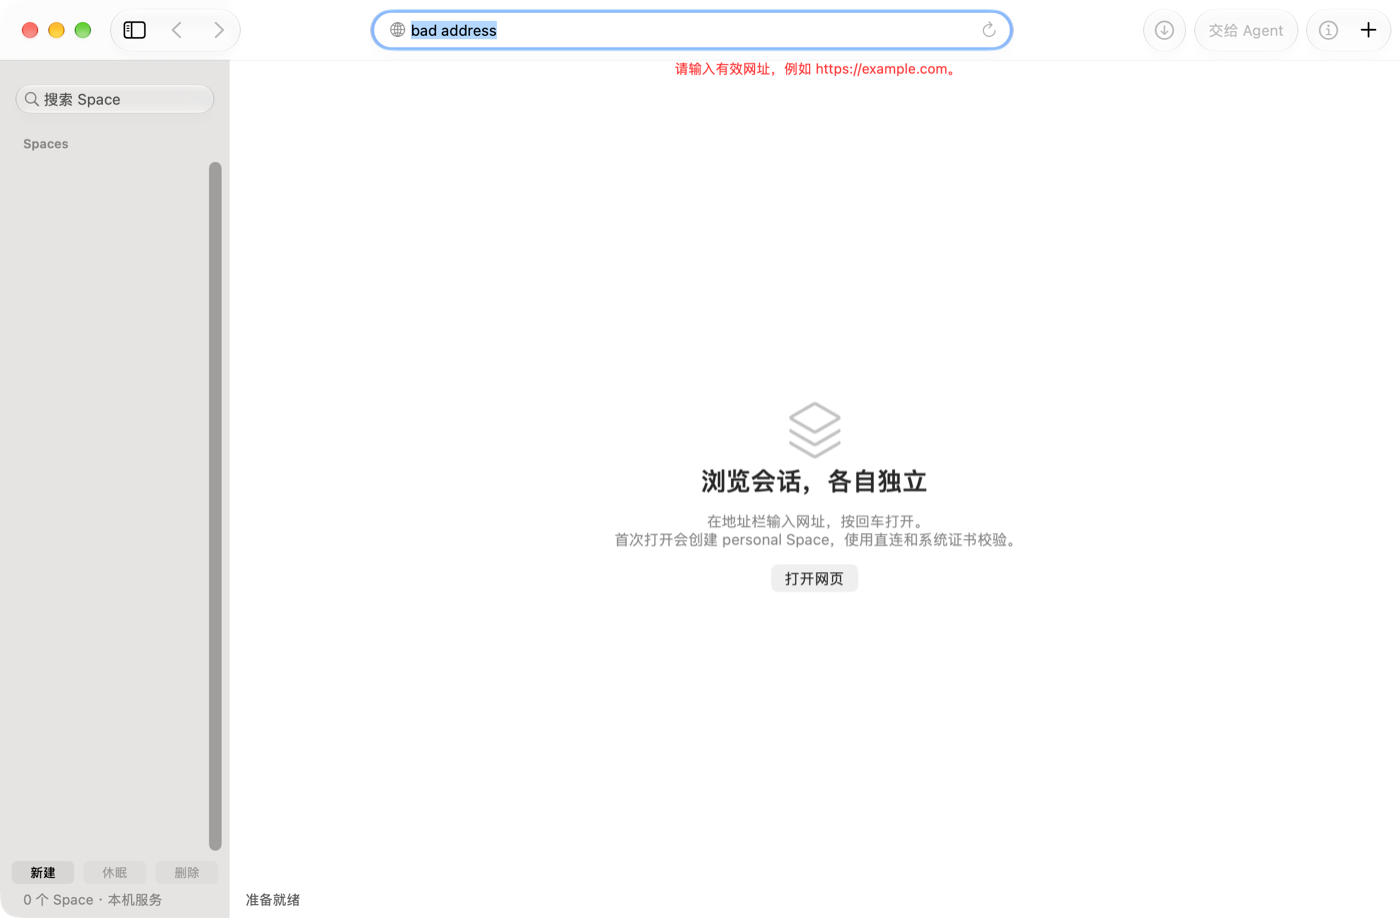 bad address
交给 Agent
请输入有效网址，例如 https://example.com。
搜索 Space
Spaces
浏览会话，各自独立
在地址栏输入网址，按回车打开。
首次打开会创建 personal Space，使用直连和系统证书校验。
打开网页
新建
休眠
删除
0 个 Space · 本机服务
准备就绪